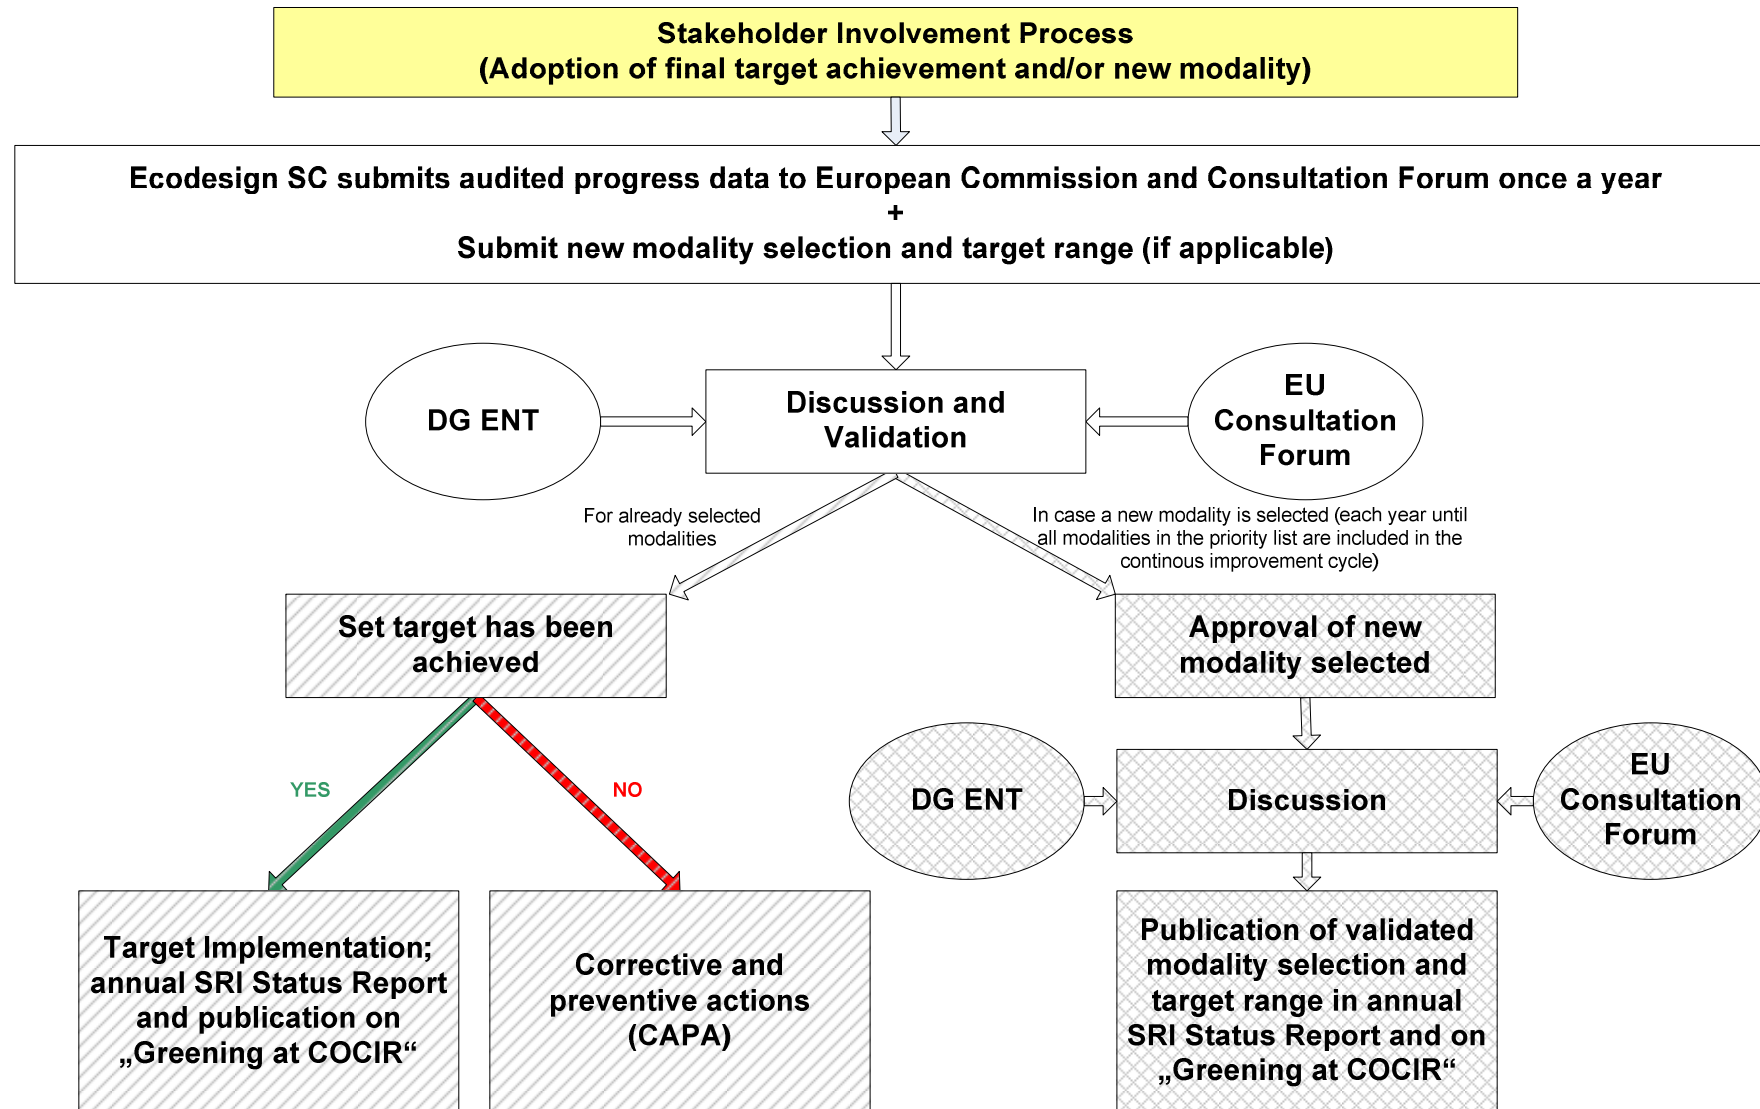 Stakeholder Involvement Process
(Adoption of final target achievement and/or new modality)
Ecodesign SC submits audited progress data to European Commission and Consultation Forum once a year
+
Submit new modality selection and target range (if applicable)
DG ENT
Discussion and
Validation
EU
Consultation
Forum
For already selected
modalities
In case a new modality is selected (each year until
all modalities in the priority list are included in the
continous improvement cycle)
Set target has been
achieved
Approval of new
modality selected
YES
NO
DG ENT
Discussion
EU
Consultation
Forum
Target Implementation;
annual SRI Status Report
and publication on
„Greening at COCIR“
Corrective and
preventive actions
(CAPA)
Publication of validated
modality selection and
target range in annual
SRI Status Report and on
„Greening at COCIR“